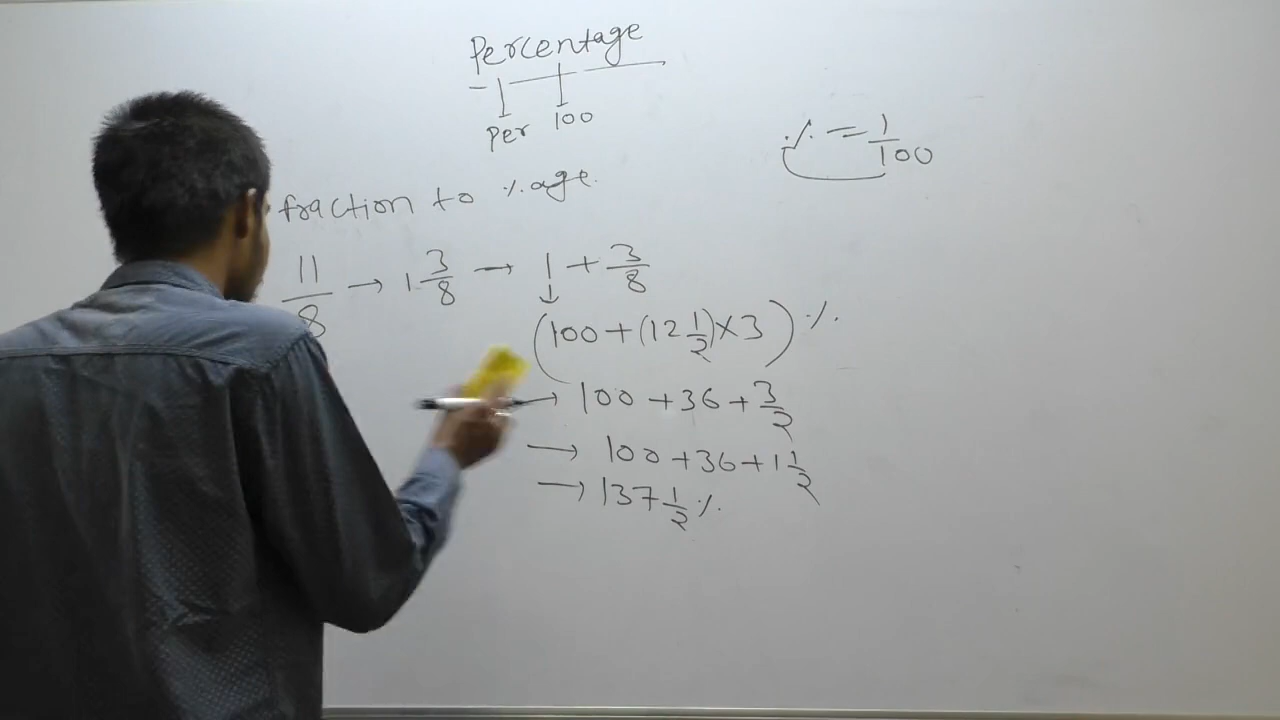 Percentage
Per 100
% = 1/100
fraction to %age.
11/8 → 1 3/8 → 1 + 3/8
↓
(100 + (12 1/2) × 3) %
→ 100 + 36 + 3/2
→ 100 + 36 + 1 1/2
→ 137 1/2 %